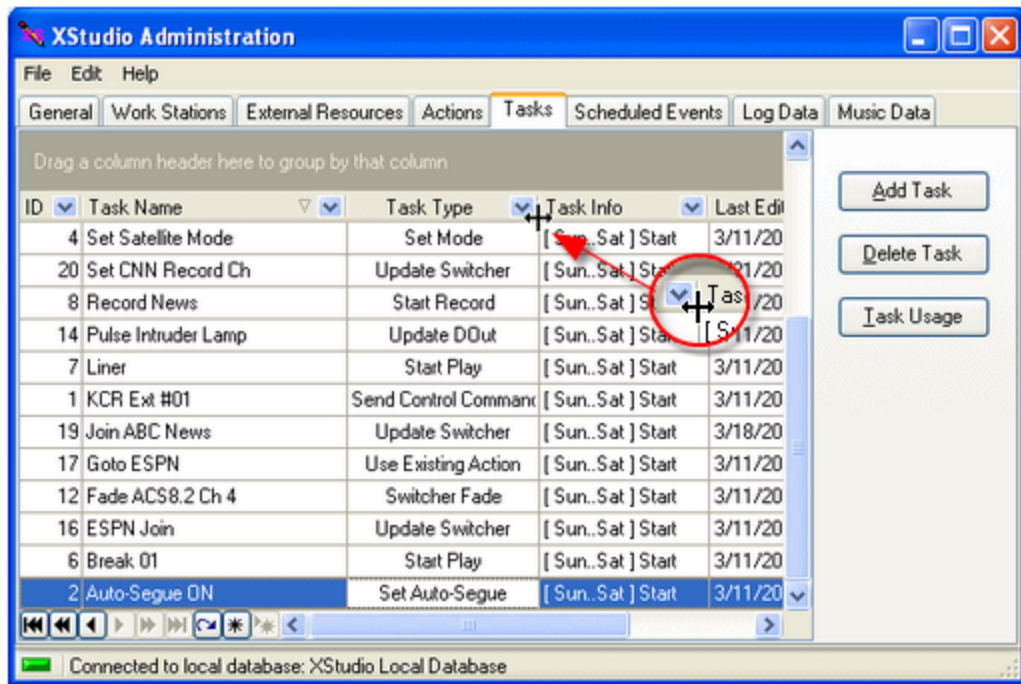 XStudio Administration
File Edit Help
General Work Stations External Resources Actions Tasks Scheduled Events Log Data Music Data
Drag a column header here to group by that column
ID Task Name Task Type Task Info Last Edi
4 Set Satellite Mode Set Mode [ Sun..Sat ] Start 3/11/20
20 Set CNN Record Ch Update Switcher [ Sun..Sat ] 21/20
8 Record News Start Record [ Sun..Sat ] /20
14 Pulse Intruder Lamp Update DOut [ Sun..Sat ] 11/20
7 Liner Start Play [ Sun..Sat ] Start 3/11/20
1 KCR Ext #01 Send Control Comman [ Sun..Sat ] Start 3/11/20
19 Join ABC News Update Switcher [ Sun..Sat ] Start 3/18/20
17 Goto ESPN Use Existing Action [ Sun..Sat ] Start 3/11/20
12 Fade ACS8.2 Ch 4 Switcher Fade [ Sun..Sat ] Start 3/11/20
16 ESPN Join Update Switcher [ Sun..Sat ] Start 3/11/20
6 Break 01 Start Play [ Sun..Sat ] Start 3/11/20
2 Auto-Segue ON Set Auto-Segue [ Sun..Sat ] Start 3/11/20
Tas
[ S
Add Task
Delete Task
Task Usage
Connected to local database: XStudio Local Database